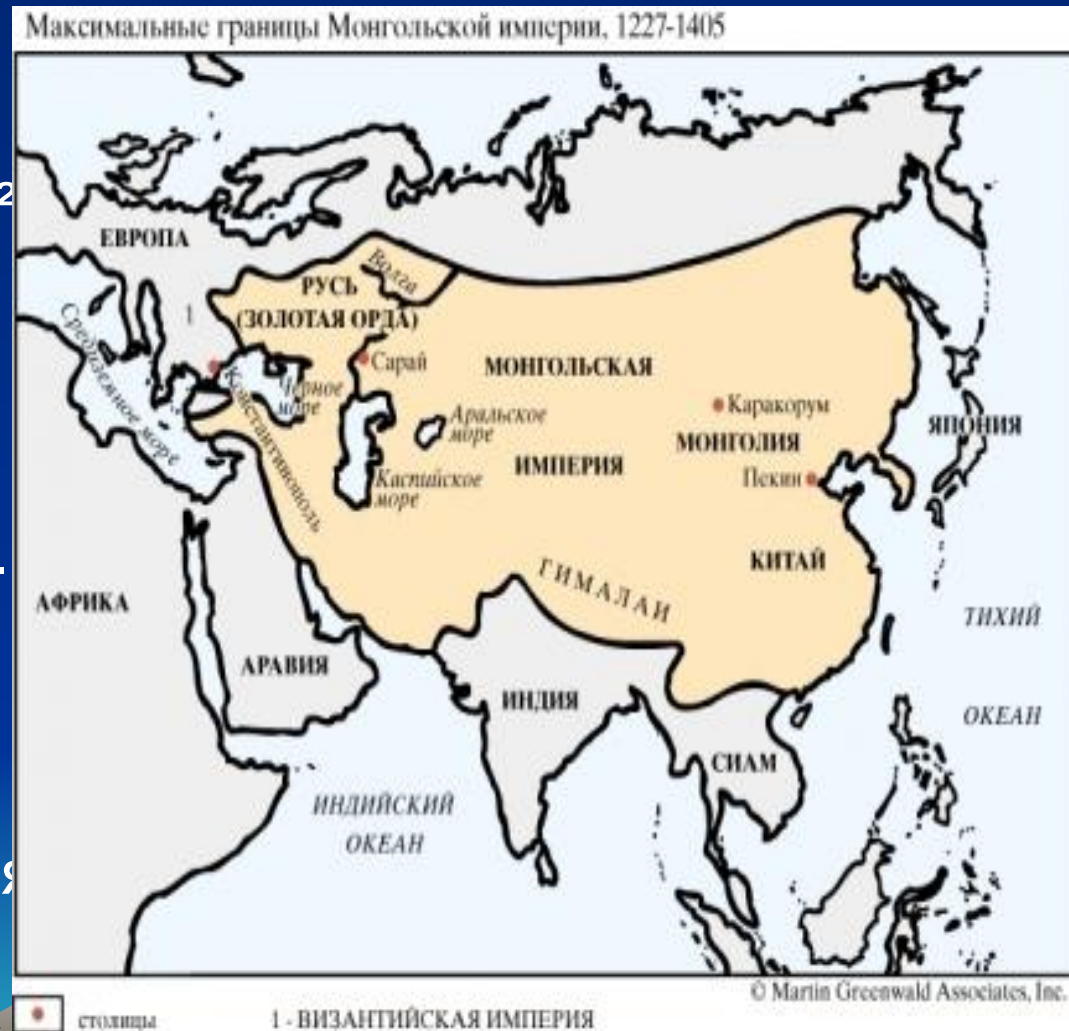 Максимальные границы Монгольской империи, 1227-1405
ЕВРОПА
Волга
РУСЬ
(ЗОЛОТАЯ ОРДА)
1
Сарай
МОНГОЛЬСКАЯ
Средиземное море
Константинополь
Черное
море
Аральское
море
Каракорум
ЯПОНИЯ
МОНГОЛИЯ
ИМПЕРИЯ
Каспийское
море
Пекин
КИТАЙ
ГИМАЛАИ
АФРИКА
ТИХИЙ
ОКЕАН
АРАВИЯ
ИНДИЯ
СИАМ
ИНДИЙСКИЙ
ОКЕАН
© Martin Greenwald Associates, Inc.
столицы
1 - ВИЗАНТИЙСКАЯ ИМПЕРИЯ